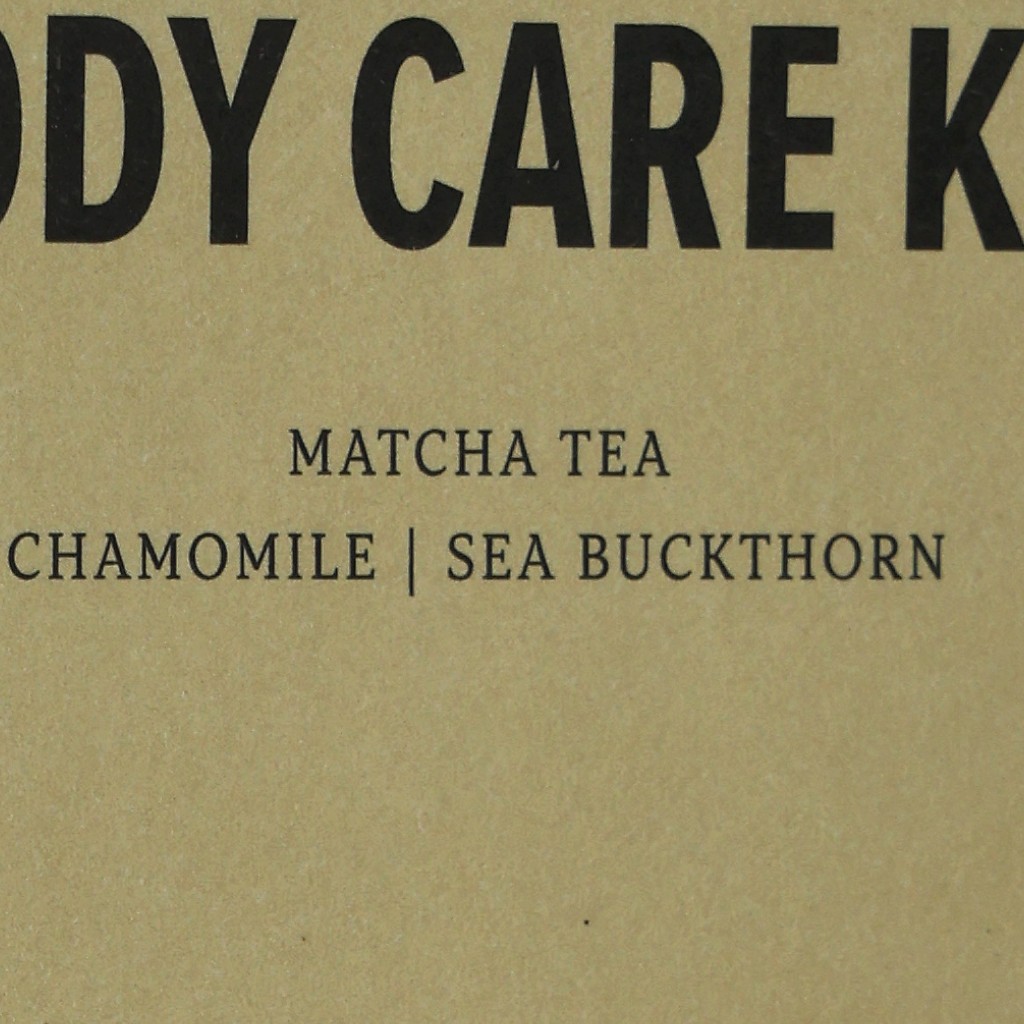 ODY CARE K
MATCHA TEA
CHAMOMILE | SEA BUCKTHORN